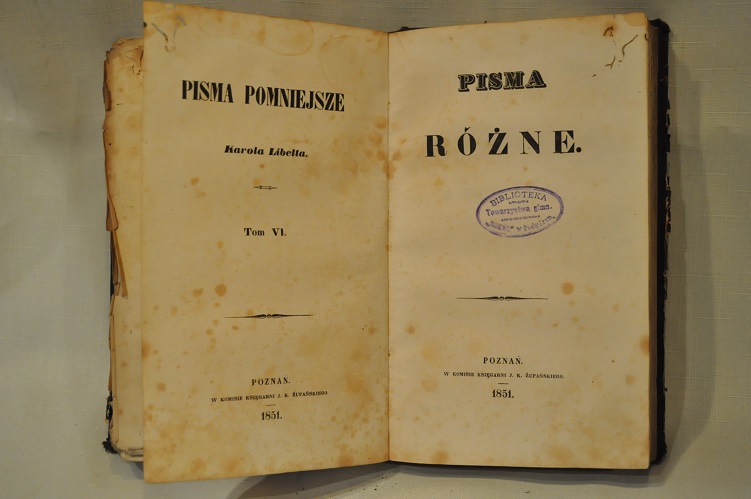 PISMA POMNIEJSZE
Karola Libelta.
Tom VI.
POZNAŃ.
W KOMISIE KSIĘGARNI J. K. ŻUPAŃSKIEGO.
1851.
PISMA
RÓŻNE.
BIBLIOTEKA
Towarzystwa gimn.
POZNAŃ.
W KOMISIE KSIĘGARNI J. K. ŻUPAŃSKIEGO.
1851.